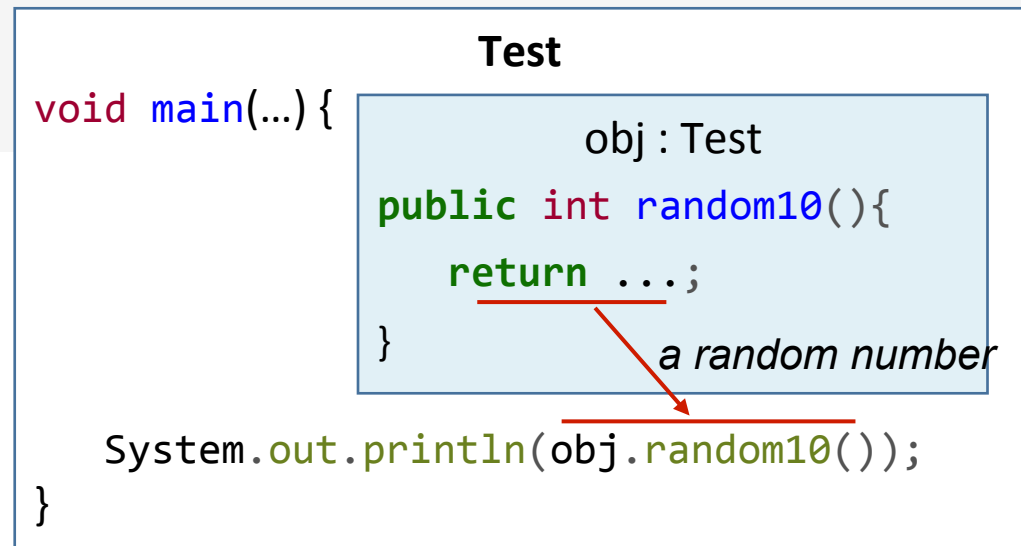 Test
void main(…) {
obj : Test
public int random10(){
return ...;
}
a random number
System.out.println(obj.random10());
}